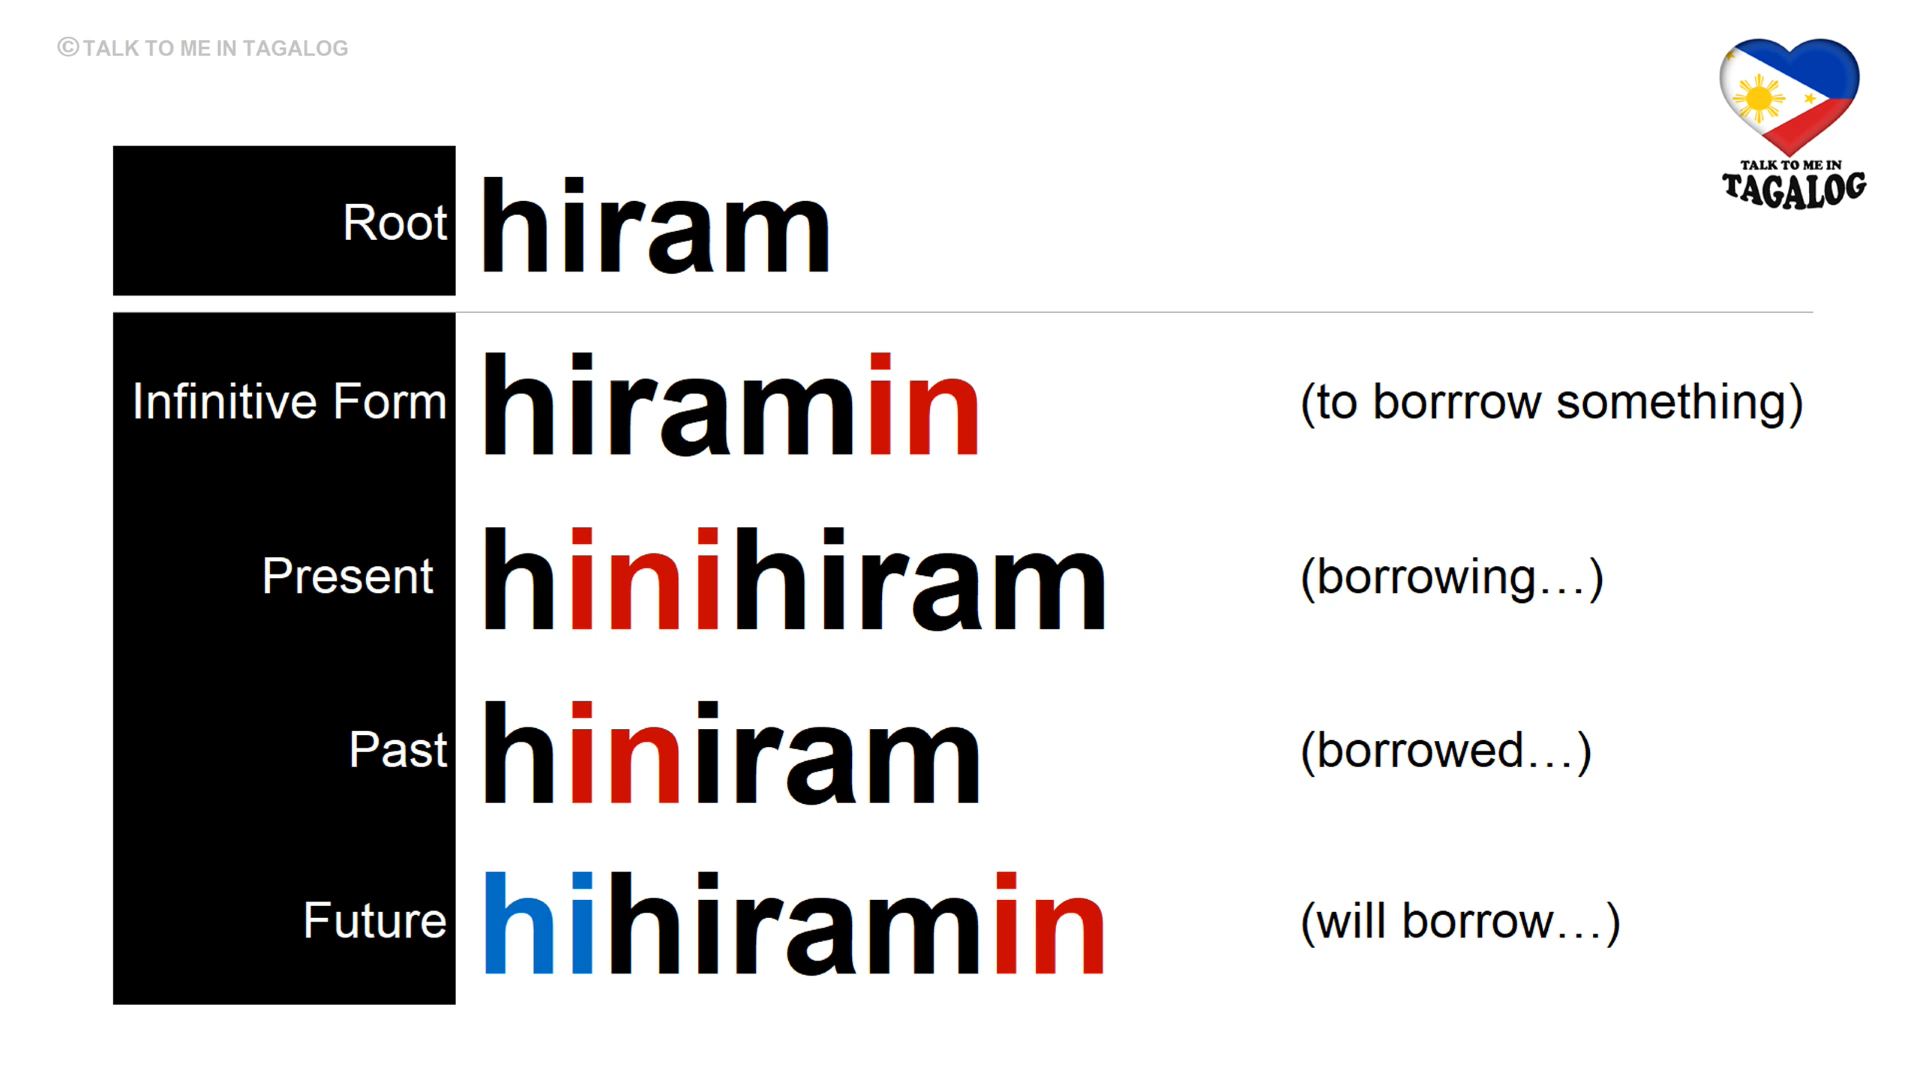 © TALK TO ME IN TAGALOG
TALK TO ME IN
TAGALOG
Root hiram
Infinitive Form hiramin (to borrrow something)
Present hinihiram (borrowing…)
Past hiniram (borrowed…)
Future hihiramin (will borrow…)